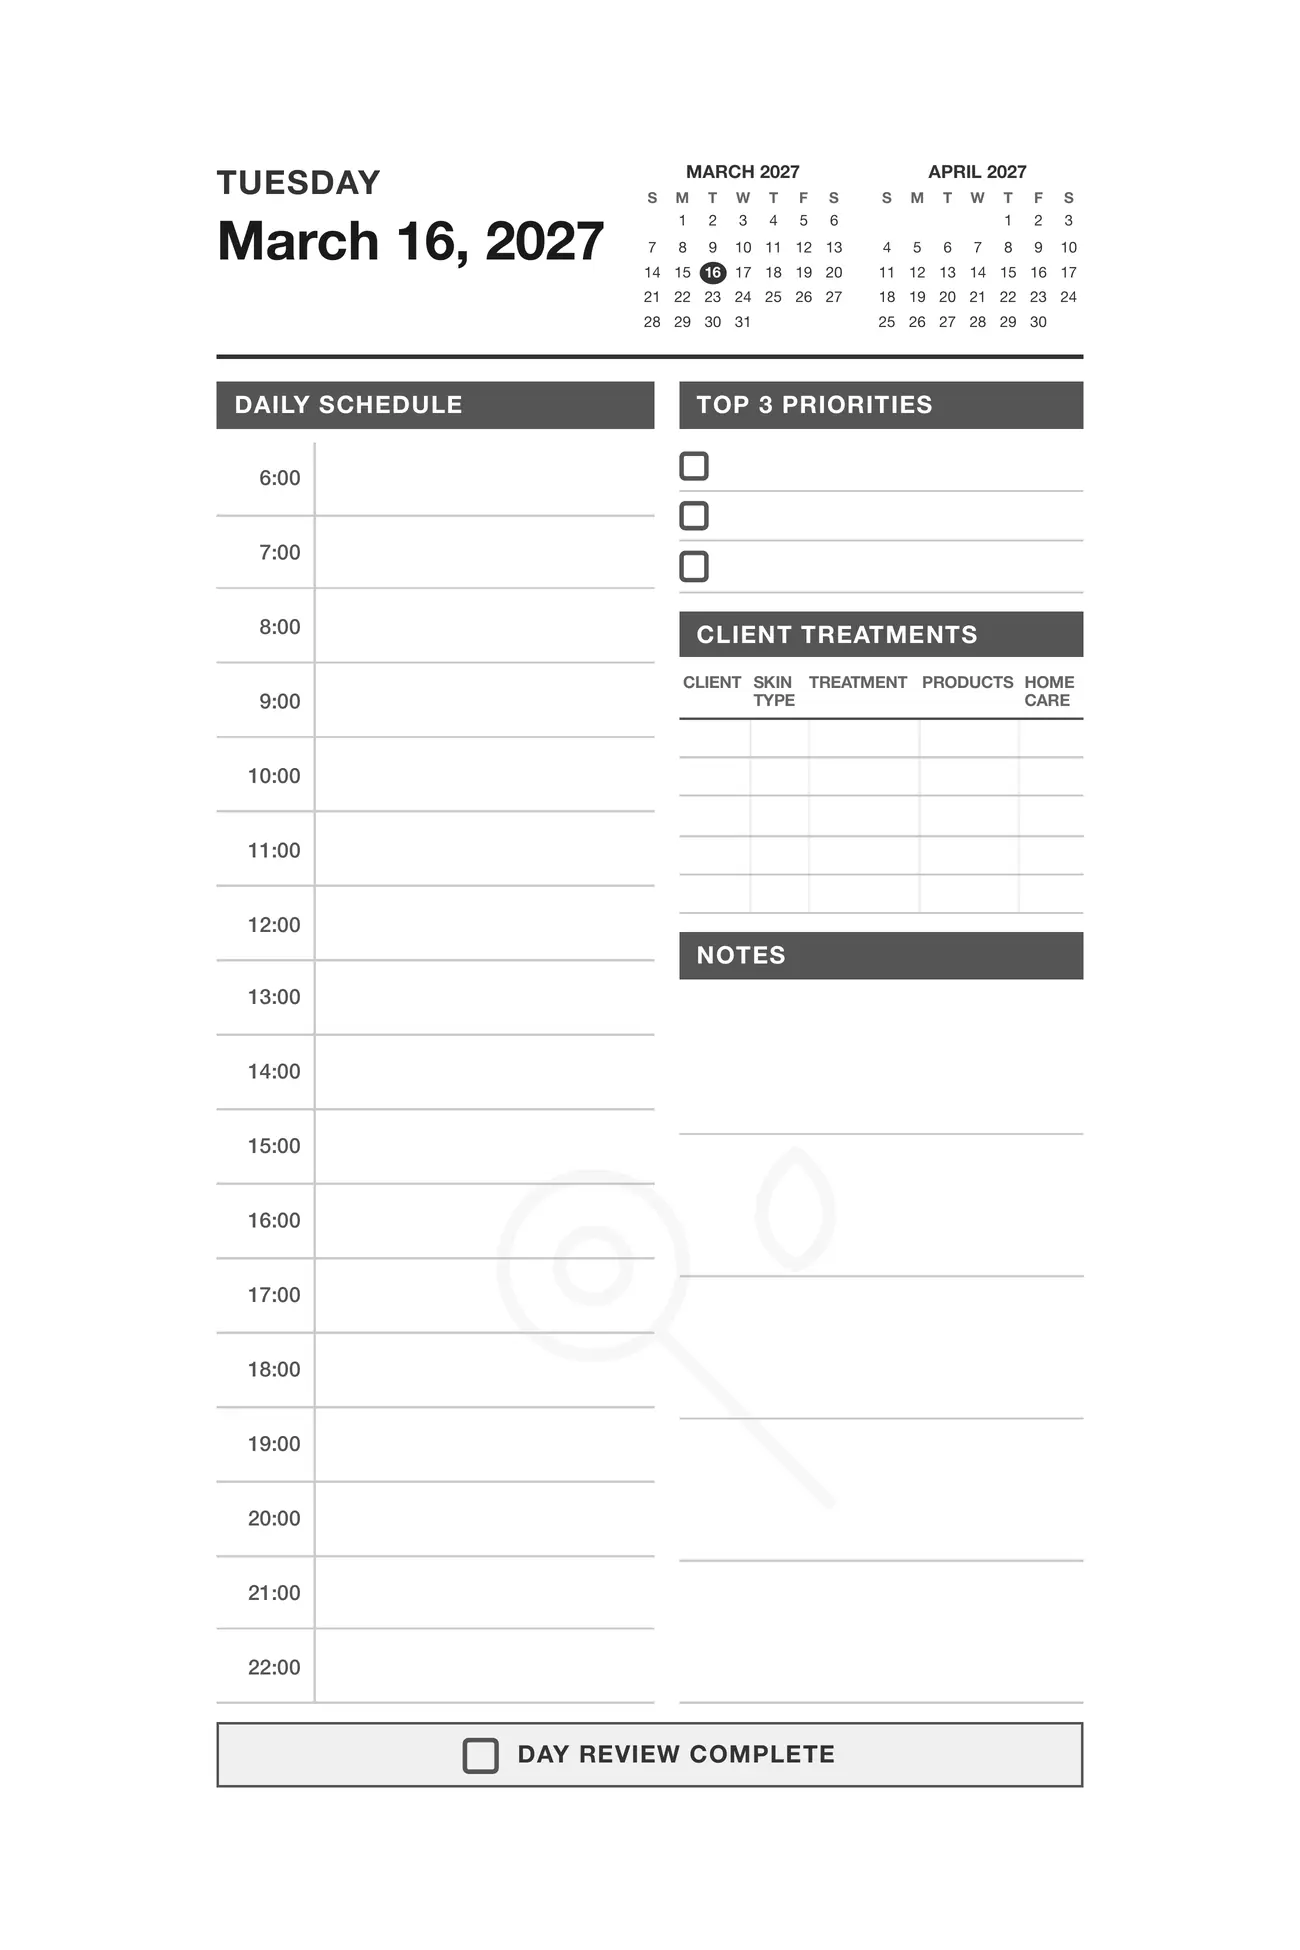 TUESDAY
March 16, 2027
MARCH 2027
S M T W T F S
1 2 3 4 5 6
7 8 9 10 11 12 13
14 15 16 17 18 19 20
21 22 23 24 25 26 27
28 29 30 31
APRIL 2027
S M T W T F S
1 2 3
4 5 6 7 8 9 10
11 12 13 14 15 16 17
18 19 20 21 22 23 24
25 26 27 28 29 30
DAILY SCHEDULE
6:00
7:00
8:00
9:00
10:00
11:00
12:00
13:00
14:00
15:00
16:00
17:00
18:00
19:00
20:00
21:00
22:00
TOP 3 PRIORITIES
CLIENT TREATMENTS
CLIENT SKIN TYPE TREATMENT PRODUCTS HOME CARE
NOTES
DAY REVIEW COMPLETE